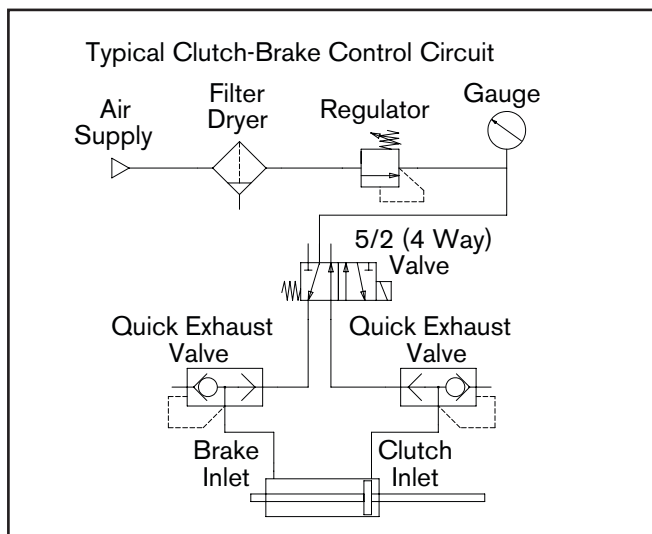 Typical Clutch-Brake Control Circuit
Air
Supply
Filter
Dryer
Regulator
Gauge
5/2 (4 Way)
Valve
Quick Exhaust
Valve
Quick Exhaust
Valve
Brake
Inlet
Clutch
Inlet